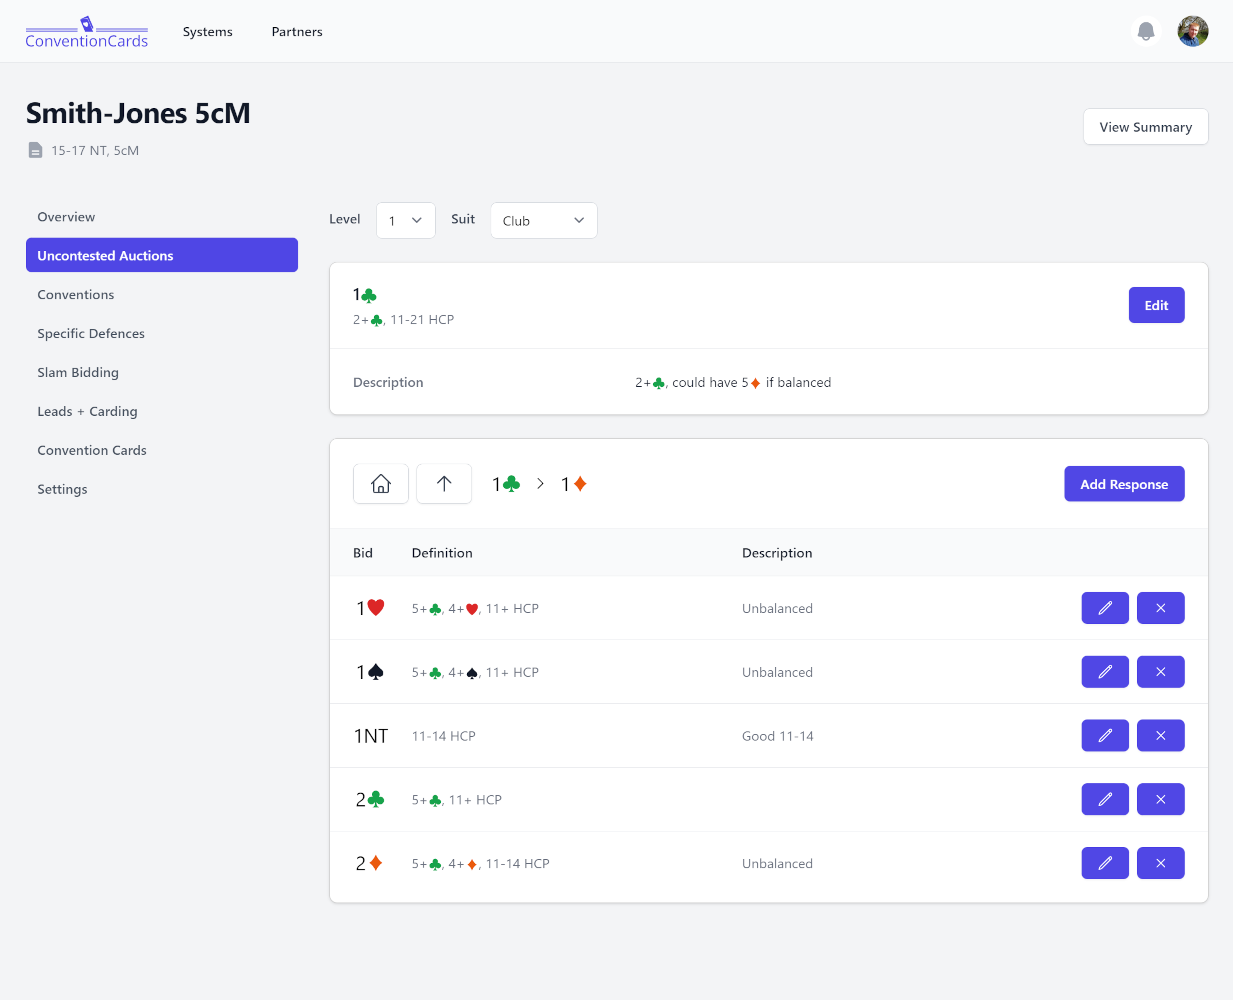 ConventionCards Systems Partners
Smith-Jones 5cM
View Summary
15-17 NT, 5cM
Overview
Uncontested Auctions
Conventions
Specific Defences
Slam Bidding
Leads + Carding
Convention Cards
Settings
Level 1 Suit Club
1♣
2+♣, 11-21 HCP
Edit
Description 2+♣, could have 5♦ if balanced
1♣ > 1♦
Add Response
Bid Definition Description
1♥ 5+♣, 4+♥, 11+ HCP Unbalanced
1♠ 5+♣, 4+♠, 11+ HCP Unbalanced
1NT 11-14 HCP Good 11-14
2♣ 5+♣, 11+ HCP
2♦ 5+♣, 4+♦, 11-14 HCP Unbalanced